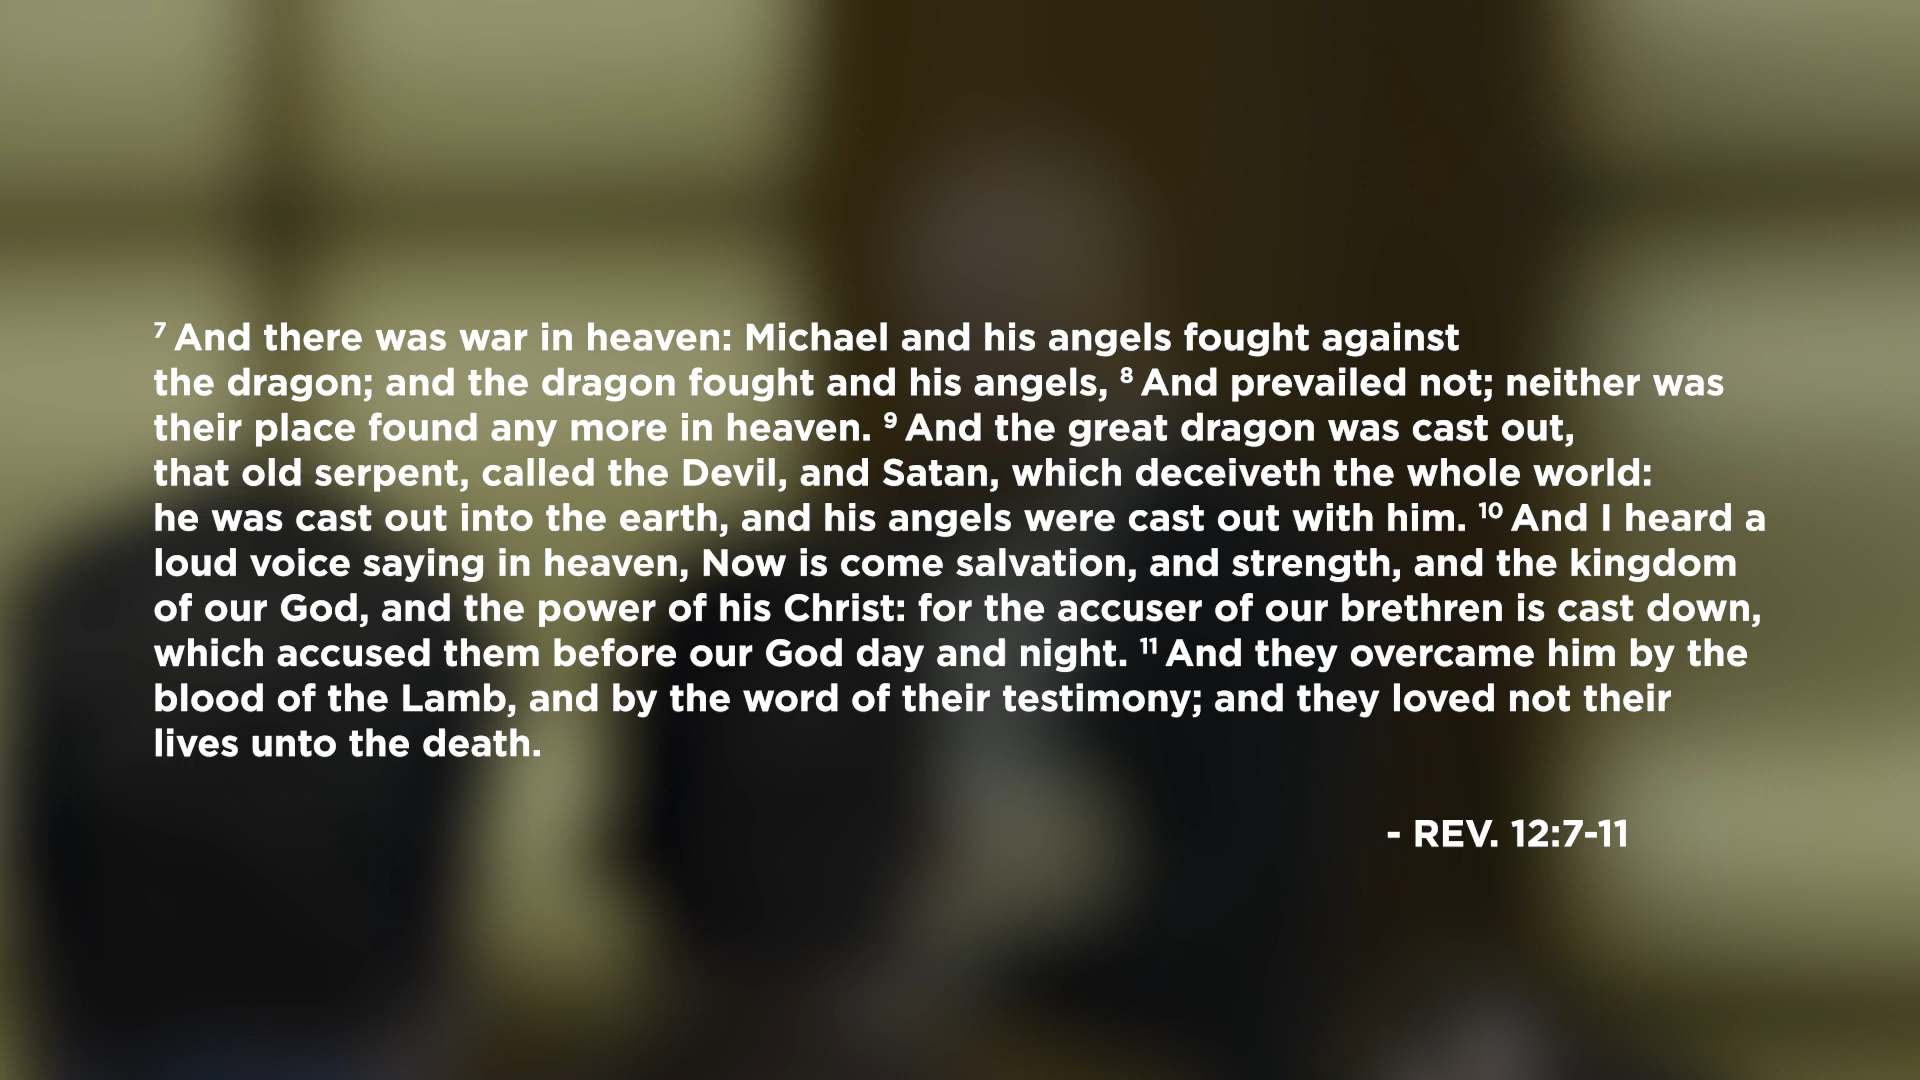 7 And there was war in heaven: Michael and his angels fought against
the dragon; and the dragon fought and his angels, 8 And prevailed not; neither was
their place found any more in heaven. 9 And the great dragon was cast out,
that old serpent, called the Devil, and Satan, which deceiveth the whole world:
he was cast out into the earth, and his angels were cast out with him. 10 And I heard a
loud voice saying in heaven, Now is come salvation, and strength, and the kingdom
of our God, and the power of his Christ: for the accuser of our brethren is cast down,
which accused them before our God day and night. 11 And they overcame him by the
blood of the Lamb, and by the word of their testimony; and they loved not their
lives unto the death.
- REV. 12:7-11